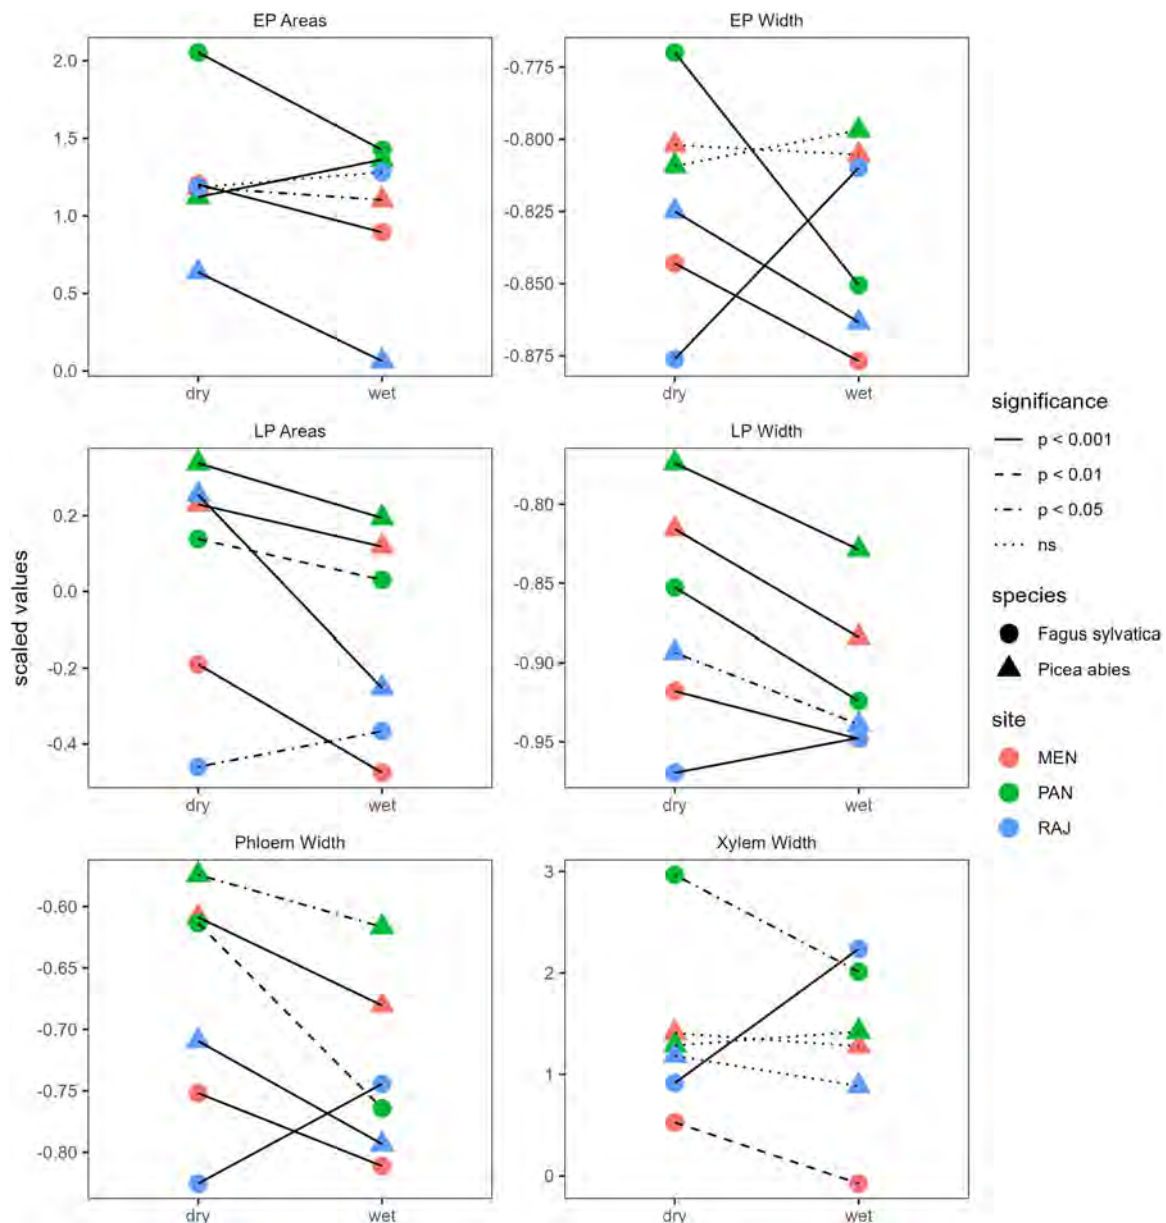 EP Areas
EP Width
2.0
1.5
1.0
0.5
0.0
dry
wet
-0.775
-0.800
-0.825
-0.850
-0.875
dry
wet
LP Areas
LP Width
0.2
0.0
-0.2
-0.4
dry
wet
-0.80
-0.85
-0.90
-0.95
dry
wet
scaled values
Phloem Width
Xylem Width
-0.60
-0.65
-0.70
-0.75
-0.80
dry
wet
3
2
1
0
dry
wet
significance
p < 0.001
p < 0.01
p < 0.05
ns
species
Fagus sylvatica
Picea abies
site
MEN
PAN
RAJ